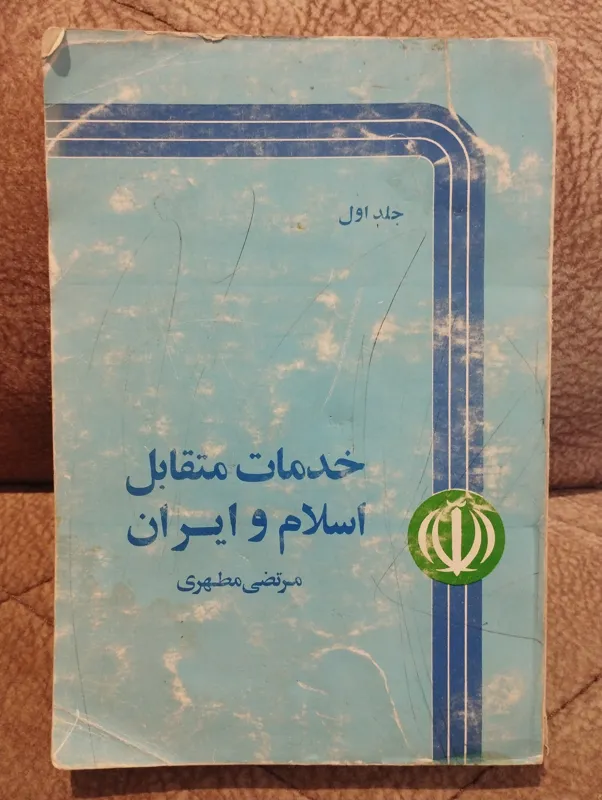 جلد اول
خدمات متقابل
اسلام و ایران
مرتضی مطهری